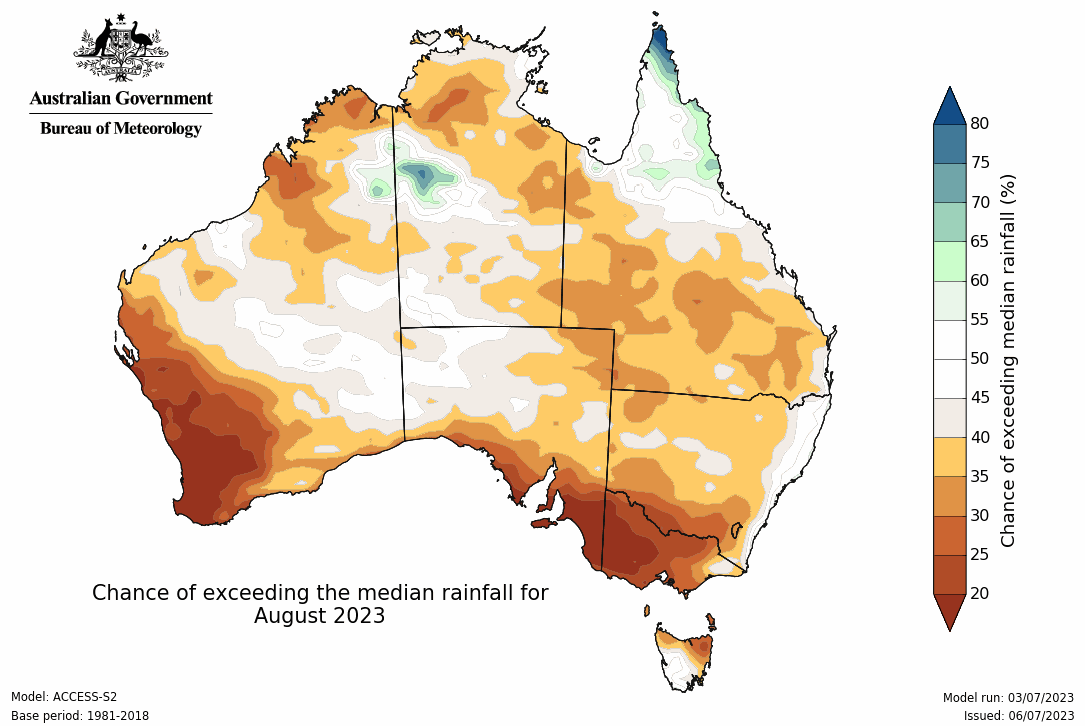 Australian Government
Bureau of Meteorology
80
75
70
65
60
55
50
45
40
35
30
25
20
Chance of exceeding median rainfall (%)
Chance of exceeding the median rainfall for
August 2023
Model: ACCESS-S2
Base period: 1981-2018
Model run: 03/07/2023
Issued: 06/07/2023